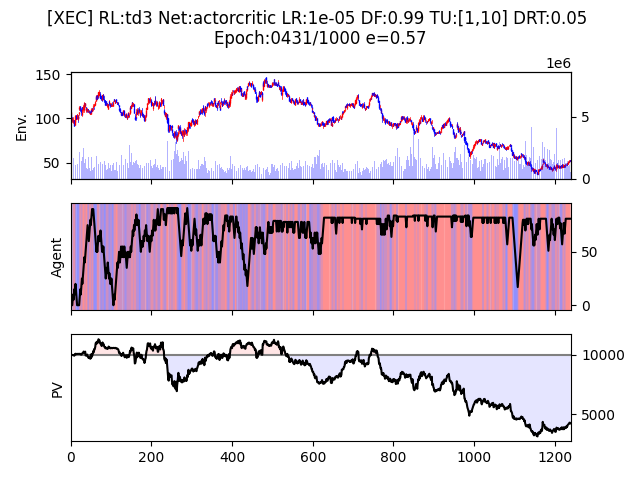 [XEC] RL:td3 Net:actorcritic LR:1e-05 DF:0.99 TU:[1,10] DRT:0.05
Epoch:0431/1000 e=0.57
1e6
150
100
50
Env.
5
0
Agent
50
0
PV
10000
5000
0 200 400 600 800 1000 1200